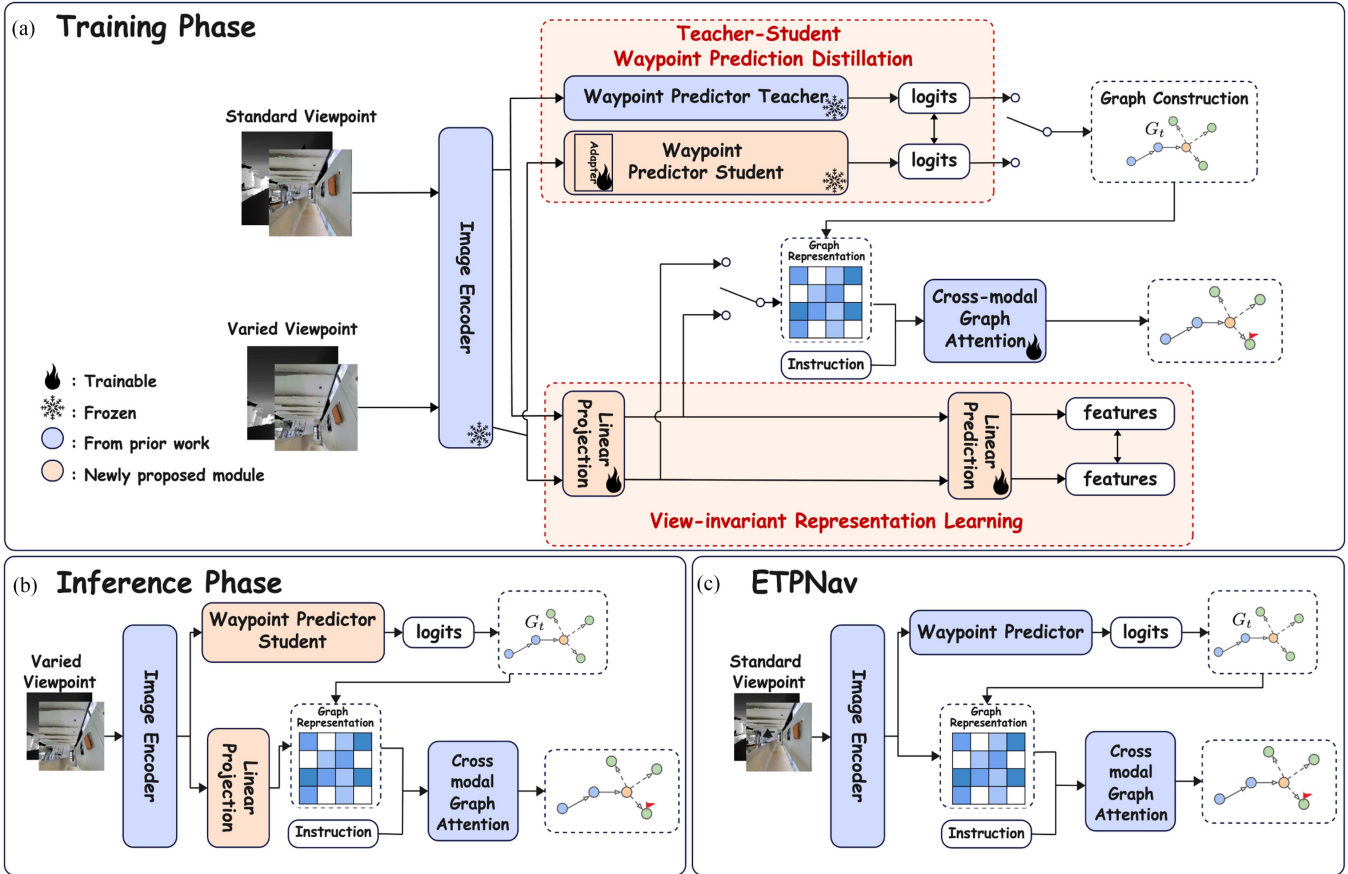 (a) Training Phase
Teacher-Student
Waypoint Prediction Distillation
Standard Viewpoint
Waypoint Predictor Teacher
logits
Graph Construction
G_t
Adapter
Waypoint
Predictor Student
logits
Image Encoder
Graph
Representation
Instruction
Cross-modal
Graph
Attention
Varied Viewpoint
: Trainable
: Frozen
: From prior work
: Newly proposed module
Linear
Projection
Linear
Prediction
features
features
View-invariant Representation Learning
(b) Inference Phase
Varied
Viewpoint
Image Encoder
Waypoint Predictor
Student
logits
G_t
Linear
Projection
Graph
Representation
Instruction
Cross
modal
Graph
Attention
(c) ETPNav
Standard
Viewpoint
Image Encoder
Waypoint Predictor
logits
G_t
Graph
Representation
Instruction
Cross
modal
Graph
Attention